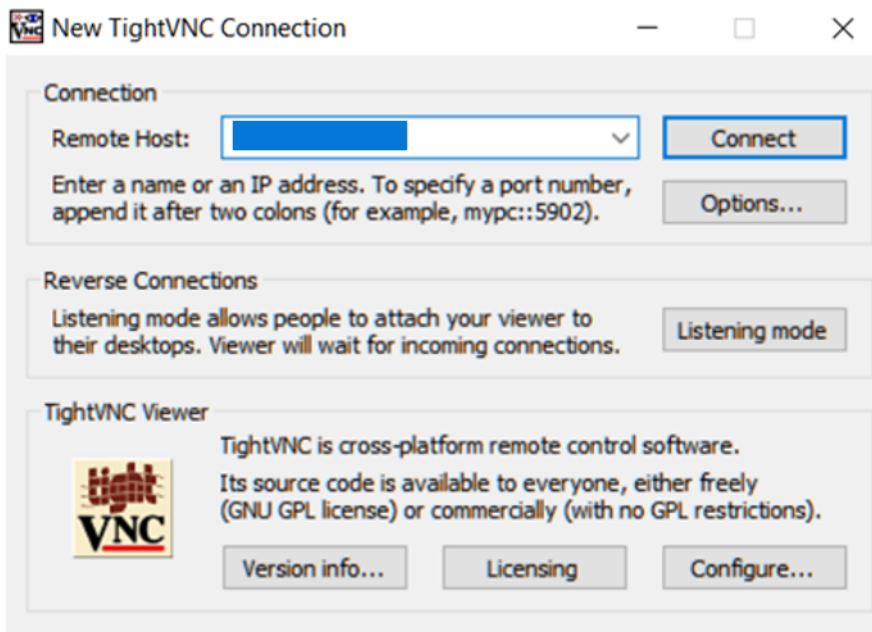 New TightVNC Connection
Connection
Remote Host:
Connect
Enter a name or an IP address. To specify a port number,
append it after two colons (for example, mypc::5902).
Options...
Reverse Connections
Listening mode allows people to attach your viewer to
their desktops. Viewer will wait for incoming connections.
Listening mode
TightVNC Viewer
tight
VNC
TightVNC is cross-platform remote control software.
Its source code is available to everyone, either freely
(GNU GPL license) or commercially (with no GPL restrictions).
Version info...
Licensing
Configure...